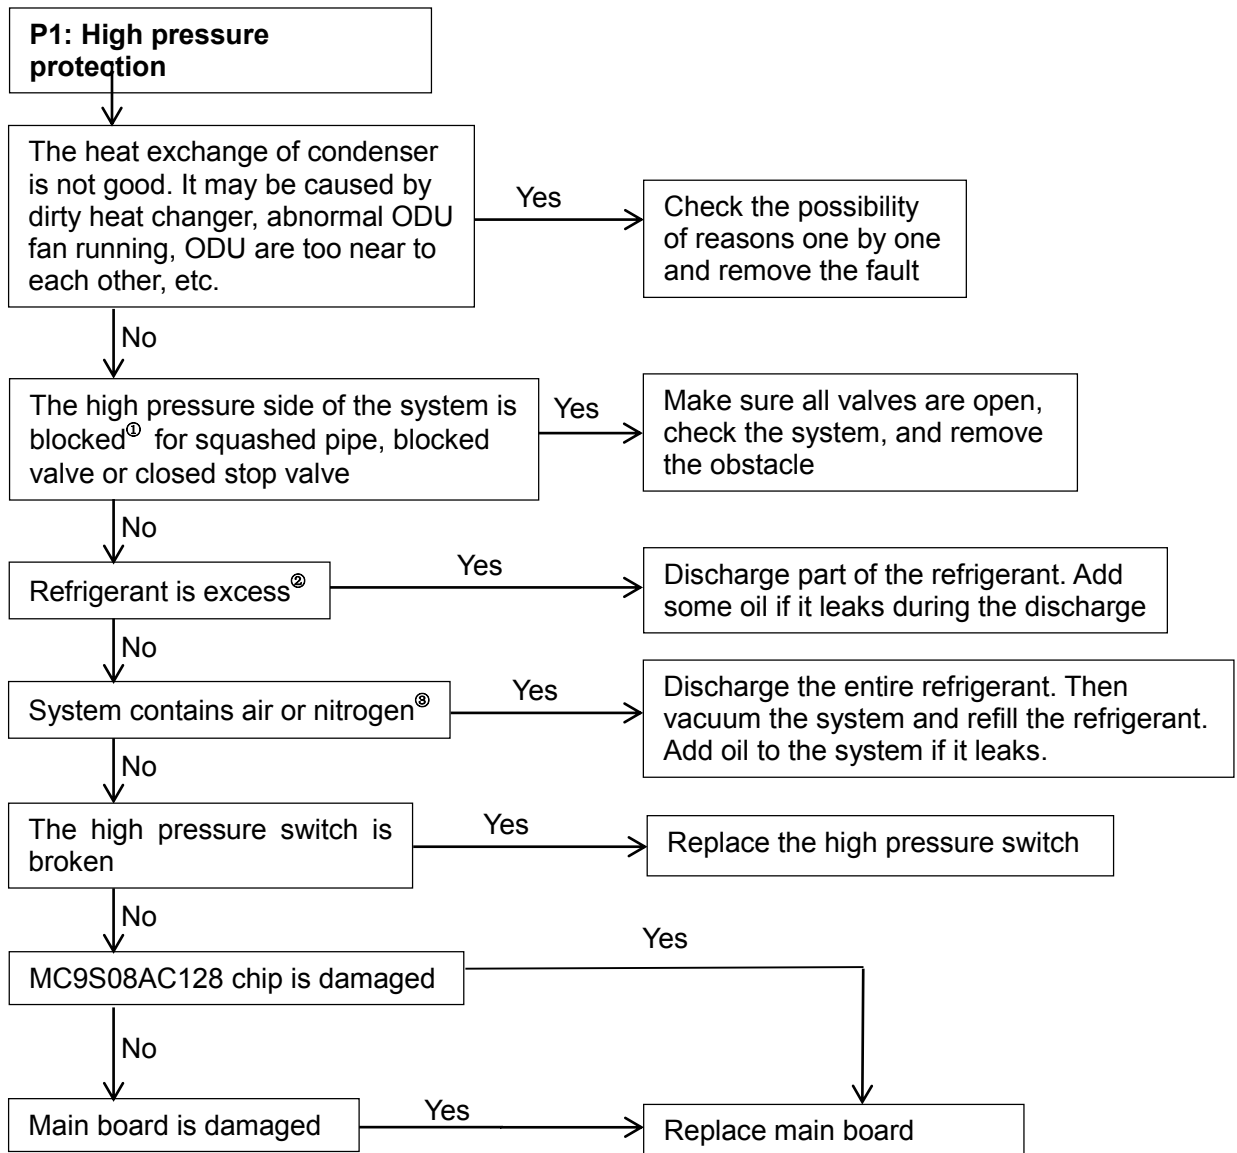 P1: High pressure
protection
The heat exchange of condenser
is not good. It may be caused by
dirty heat changer, abnormal ODU
fan running, ODU are too near to
each other, etc.
Yes
Check the possibility
of reasons one by one
and remove the fault
No
The high pressure side of the system is
blocked① for squashed pipe, blocked
valve or closed stop valve
Yes
Make sure all valves are open,
check the system, and remove
the obstacle
No
Refrigerant is excess②
Yes
Discharge part of the refrigerant. Add
some oil if it leaks during the discharge
No
System contains air or nitrogen③
Yes
Discharge the entire refrigerant. Then
vacuum the system and refill the refrigerant.
Add oil to the system if it leaks.
No
The high pressure switch is
broken
Yes
Replace the high pressure switch
No
MC9S08AC128 chip is damaged
Yes
No
Main board is damaged
Yes
Replace main board